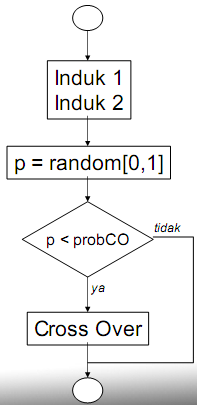 Induk 1
Induk 2
p = random[0,1]
p < probCO
tidak
ya
Cross Over